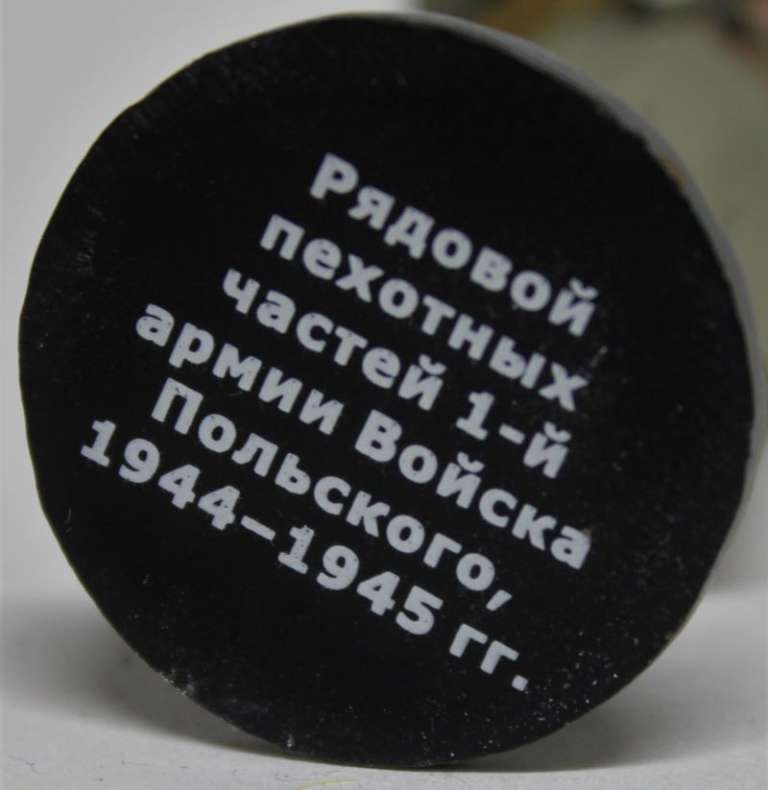 Рядовой
пехотных
частей 1-й
армии Войска
Польского,
1944–1945 гг.